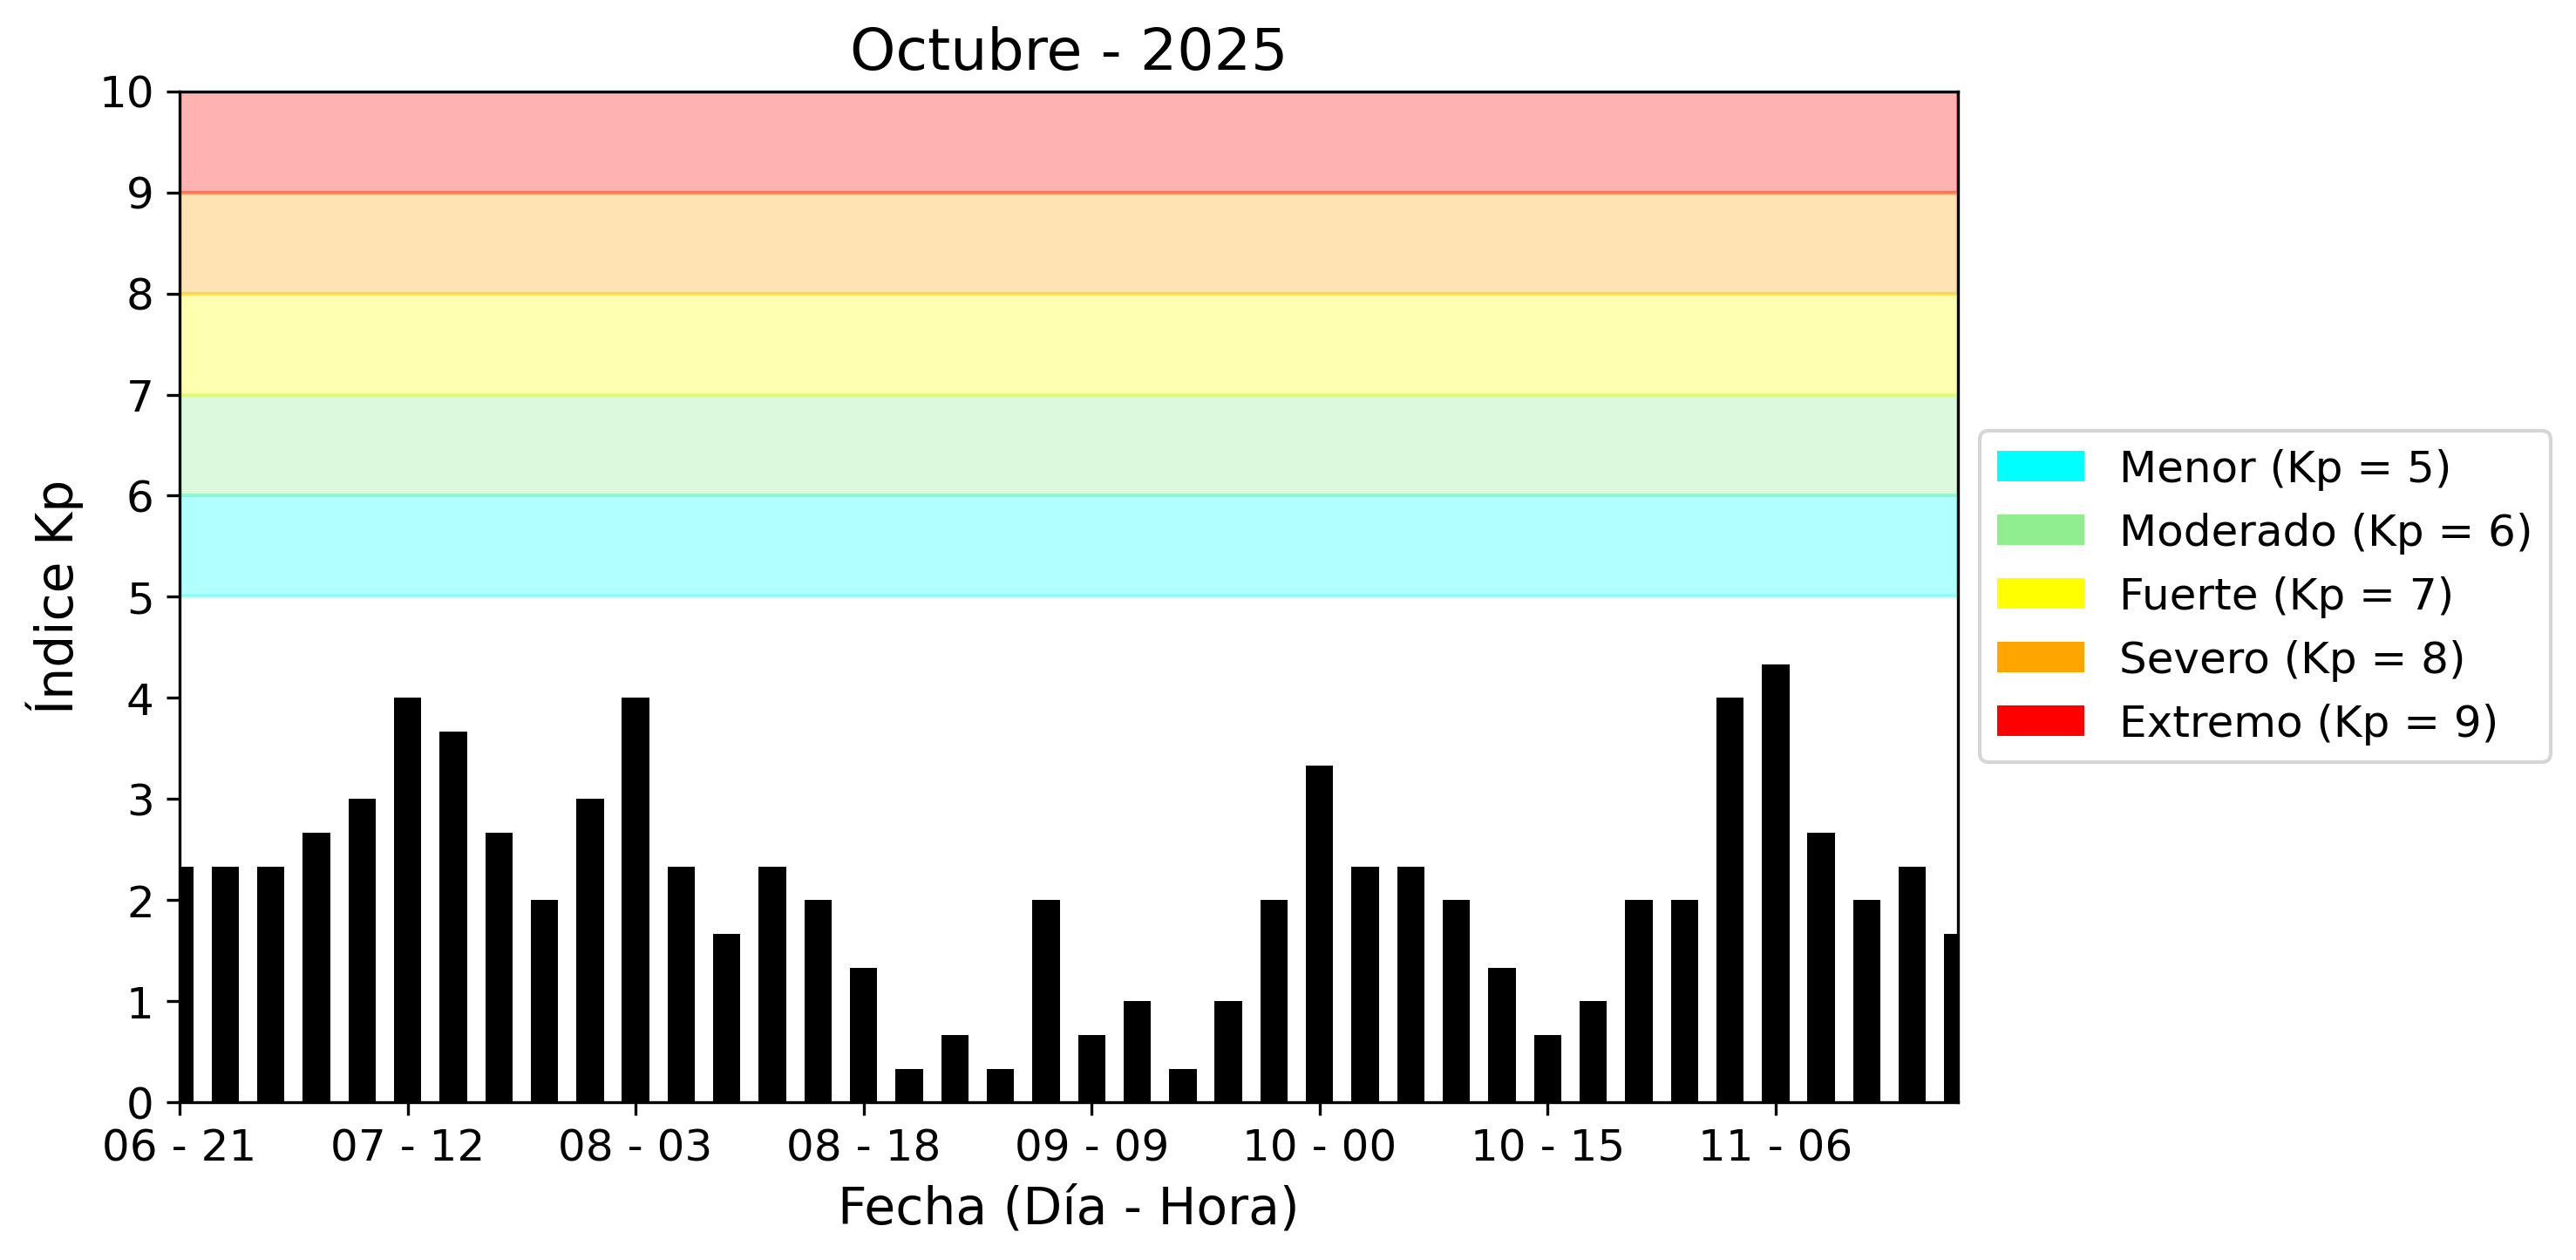 Octubre - 2025
Índice Kp
10
9
8
7
6
5
4
3
2
1
0
06 - 21
07 - 12
08 - 03
08 - 18
09 - 09
10 - 00
10 - 15
11 - 06
Fecha (Día - Hora)
Menor (Kp = 5)
Moderado (Kp = 6)
Fuerte (Kp = 7)
Severo (Kp = 8)
Extremo (Kp = 9)